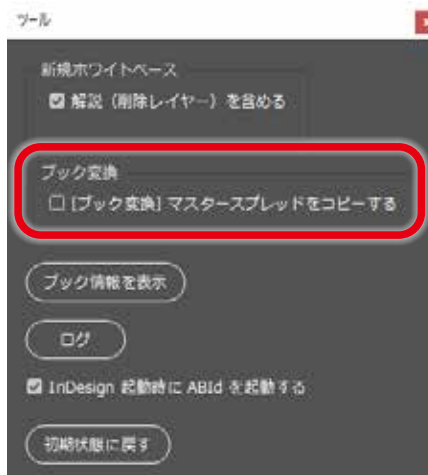 ツール
新規ホワイトベース
解説（削除レイヤー）を含める
ブック変換
[ブック変換] マスタースプレッドをコピーする
ブック情報を表示
ログ
InDesign 起動時に ABId を起動する
初期状態に戻す